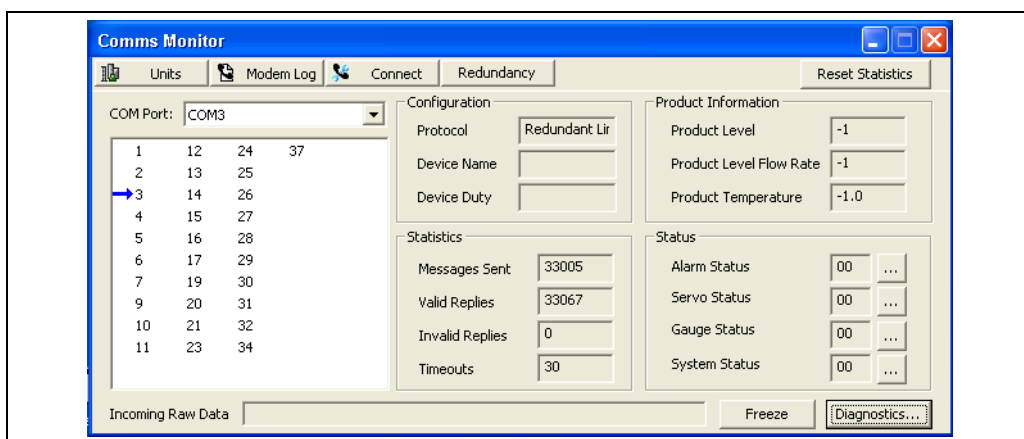 Comms Monitor
Units Modem Log Connect Redundancy Reset Statistics
COM Port: COM3
1 12 24 37
2 13 25
3 14 26
4 15 27
5 16 28
6 17 29
7 19 30
9 20 31
10 21 32
11 23 34
Configuration
Protocol Redundant Lir
Device Name
Device Duty
Product Information
Product Level -1
Product Level Flow Rate -1
Product Temperature -1.0
Statistics
Messages Sent 33005
Valid Replies 33067
Invalid Replies 0
Timeouts 30
Status
Alarm Status 00 ...
Servo Status 00 ...
Gauge Status 00 ...
System Status 00 ...
Incoming Raw Data Freeze Diagnostics...